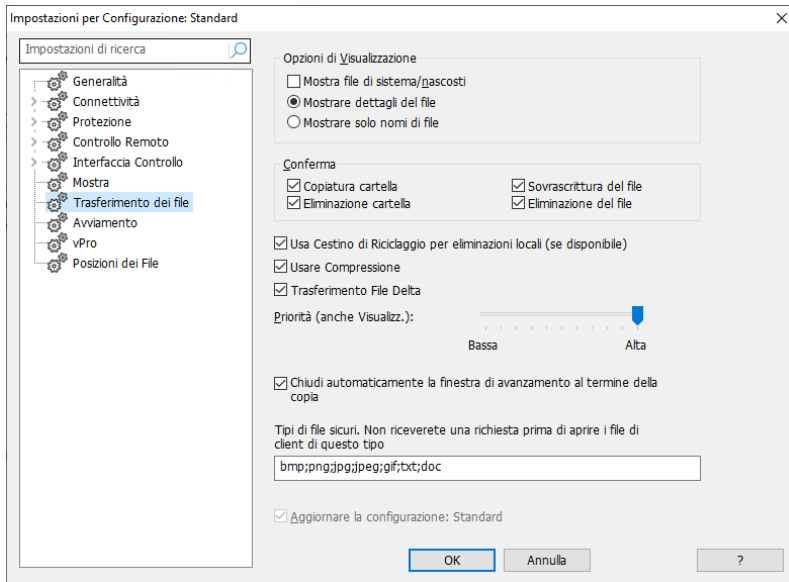 Impostazioni per Configurazione: Standard
Impostazioni di ricerca
Generalità
Connettività
Protezione
Controllo Remoto
Interfaccia Controllo
Mostra
Trasferimento dei file
Avviamento
vPro
Posizioni dei File
Opzioni di Visualizzazione
Mostra file di sistema/nascosti
Mostrare dettagli del file
Mostrare solo nomi di file
Conferma
Copiatura cartella
Sovrascrittura del file
Eliminazione cartella
Eliminazione del file
Usa Cestino di Riciclaggio per eliminazioni locali (se disponibile)
Usare Compressione
Trasferimento File Delta
Priorità (anche Visualizz.):
Bassa
Alta
Chiudi automaticamente la finestra di avanzamento al termine della
copia
Tipi di file sicuri. Non riceverete una richiesta prima di aprire i file di
client di questo tipo
bmp;png;jpg;jpeg;gif;txt;doc
Aggiornare la configurazione: Standard
OK
Annulla
?